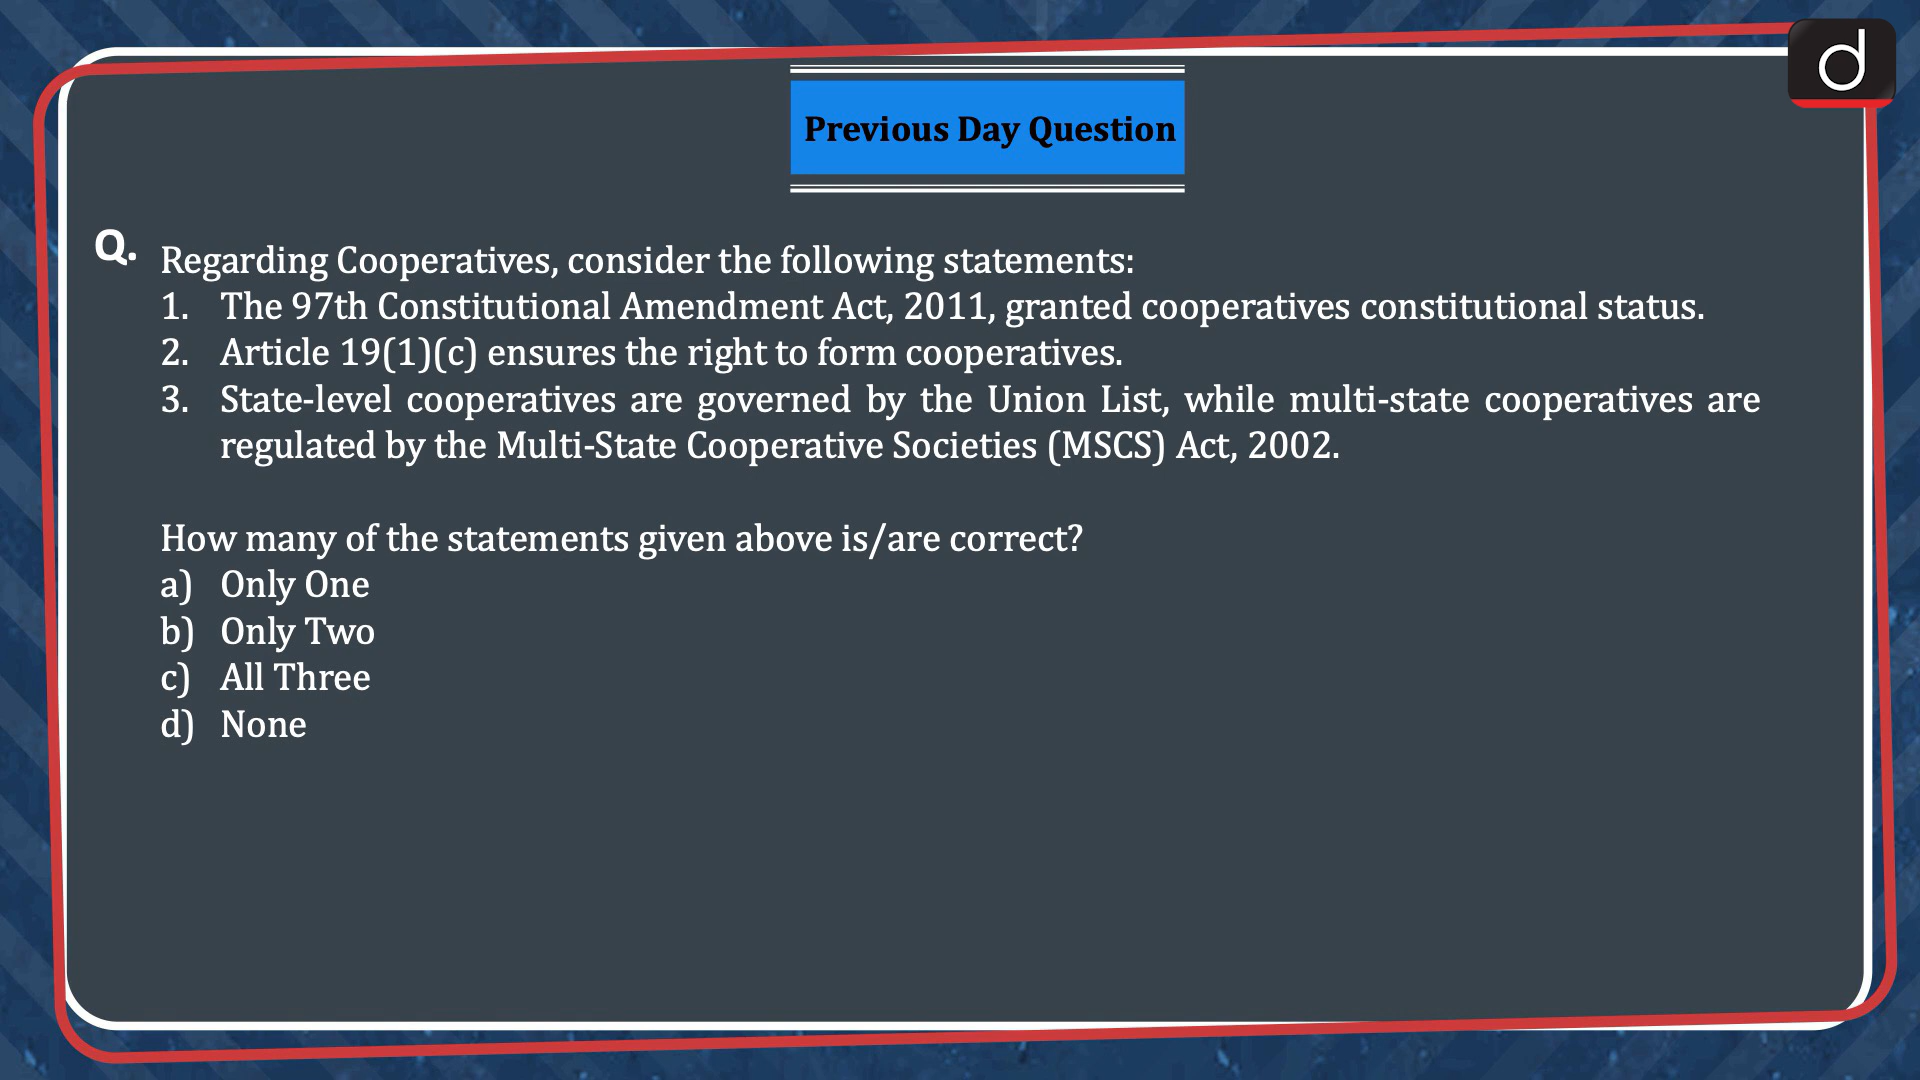 Previous Day Question
Q. Regarding Cooperatives, consider the following statements:
1. The 97th Constitutional Amendment Act, 2011, granted cooperatives constitutional status.
2. Article 19(1)(c) ensures the right to form cooperatives.
3. State-level cooperatives are governed by the Union List, while multi-state cooperatives are
regulated by the Multi-State Cooperative Societies (MSCS) Act, 2002.
How many of the statements given above is/are correct?
a) Only One
b) Only Two
c) All Three
d) None